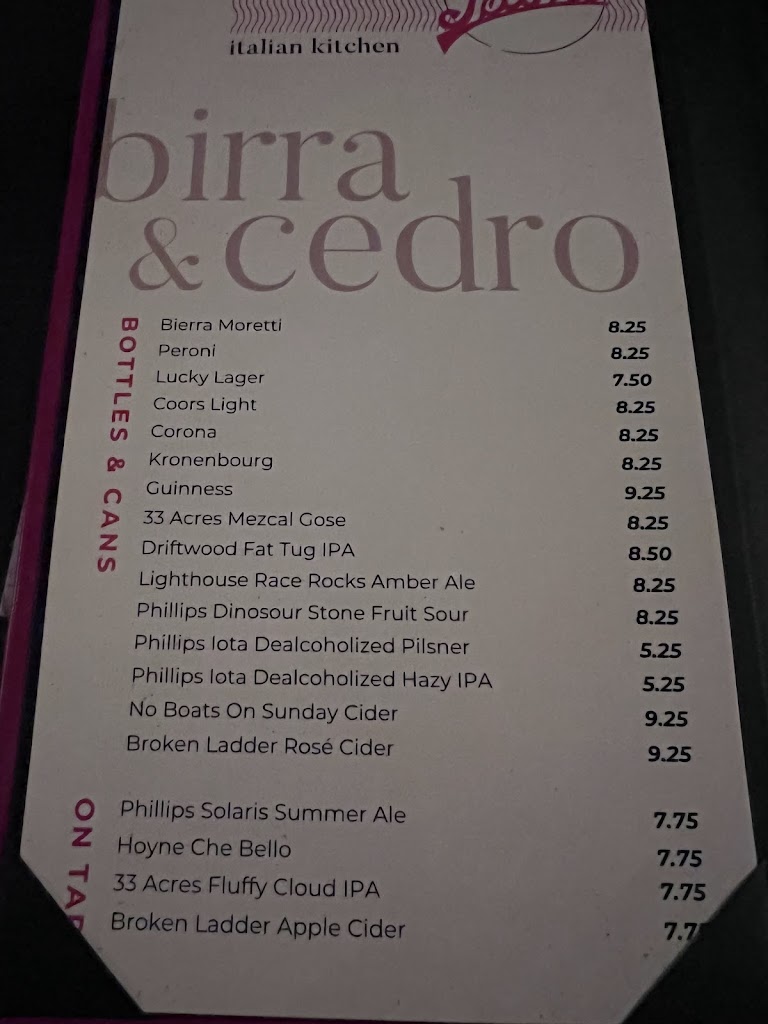 italian kitchen
birra
& cedro
BOTTLES & CANS
Bierra Moretti 8.25
Peroni 8.25
Lucky Lager 7.50
Coors Light 8.25
Corona 8.25
Kronenbourg 8.25
Guinness 9.25
33 Acres Mezcal Gose 8.25
Driftwood Fat Tug IPA 8.50
Lighthouse Race Rocks Amber Ale 8.25
Phillips Dinosour Stone Fruit Sour 8.25
Phillips Iota Dealcoholized Pilsner 5.25
Phillips Iota Dealcoholized Hazy IPA 5.25
No Boats On Sunday Cider 9.25
Broken Ladder Rosé Cider 9.25
ON TAP
Phillips Solaris Summer Ale 7.75
Hoyne Che Bello 7.75
33 Acres Fluffy Cloud IPA 7.75
Broken Ladder Apple Cider 7.7